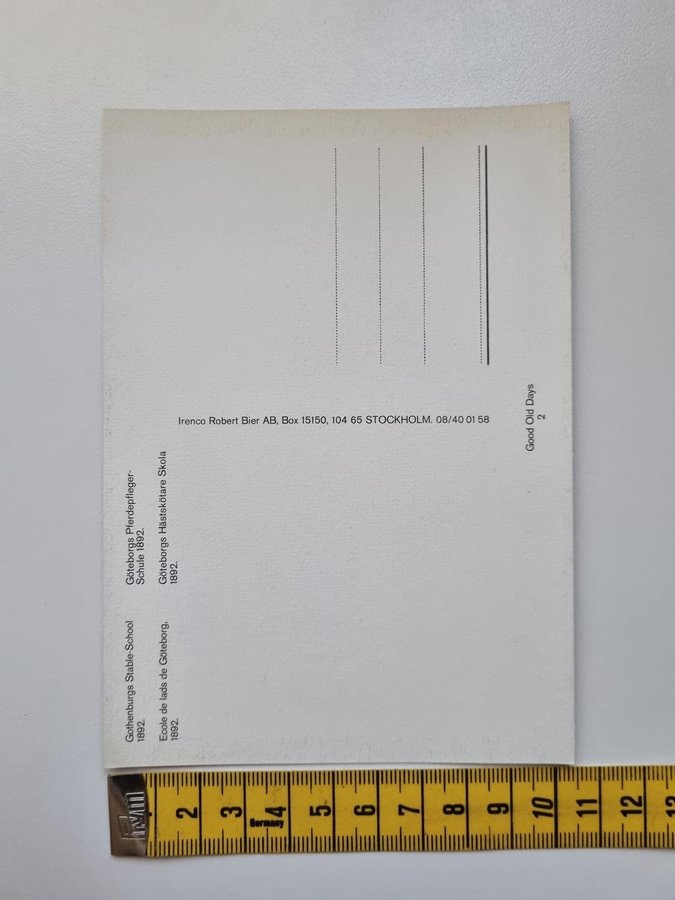 Gothenburgs Stable-School
1892.
Ecole de lads de Göteborg,
1892.
Göteborgs Pferdepfleger-
Schule 1892.
Göteborgs Hästskötare Skola
1892.
Irenco Robert Bier AB, Box 15150, 104 65 STOCKHOLM. 08/40 01 58
Good Old Days
2
2 3 4 5 6 7 8 9 10 11 12 13
Germany